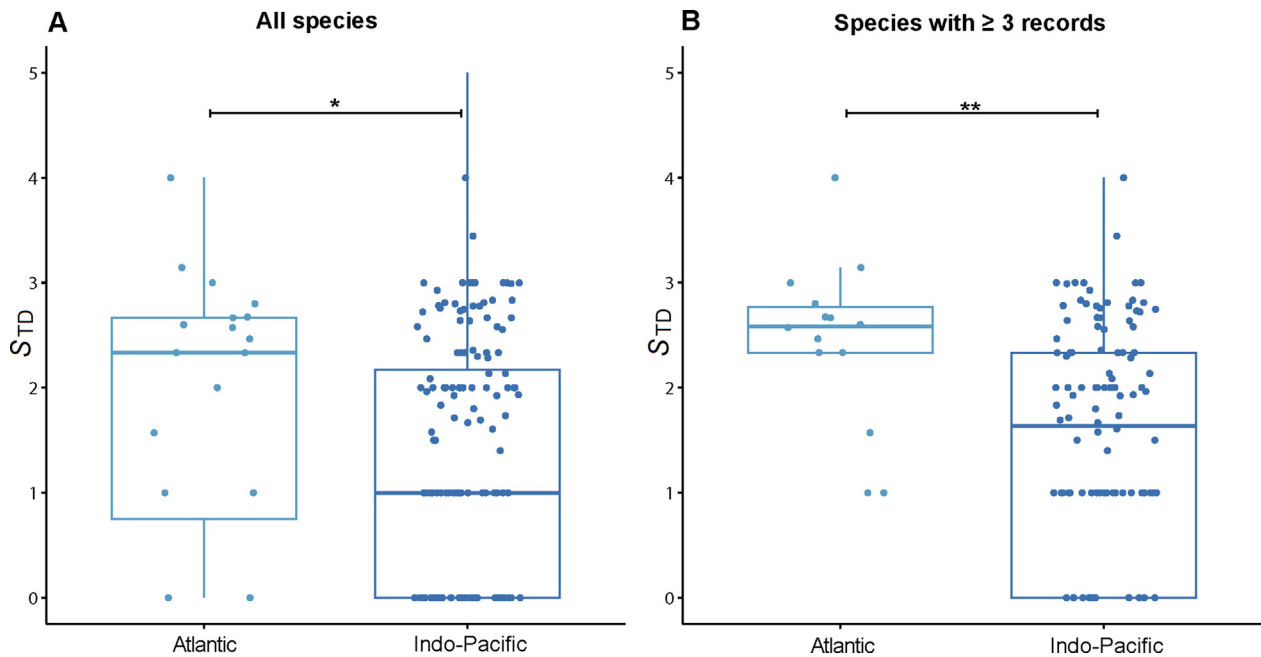 A
All species
5
4
3
2
1
0
STD
*
Atlantic
Indo-Pacific
B
Species with ≥ 3 records
5
4
3
2
1
0
STD
**
Atlantic
Indo-Pacific